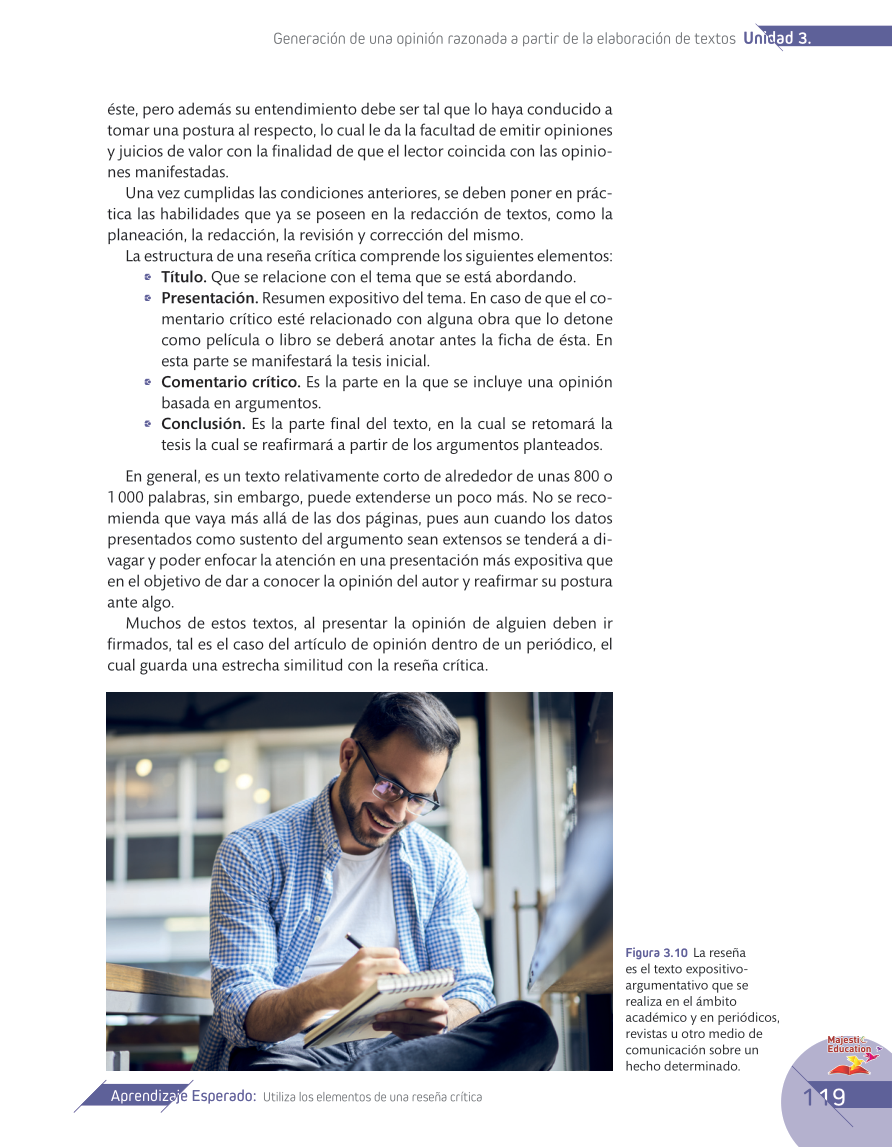 Generación de una opinión razonada a partir de la elaboración de textos Unidad 3.
éste, pero además su entendimiento debe ser tal que lo haya conducido a
tomar una postura al respecto, lo cual le da la facultad de emitir opiniones
y juicios de valor con la finalidad de que el lector coincida con las opinio-
nes manifestadas.
Una vez cumplidas las condiciones anteriores, se deben poner en prác-
tica las habilidades que ya se poseen en la redacción de textos, como la
planeación, la redacción, la revisión y corrección del mismo.
La estructura de una reseña crítica comprende los siguientes elementos:
Título. Que se relacione con el tema que se está abordando.
Presentación. Resumen expositivo del tema. En caso de que el co-
mentario crítico esté relacionado con alguna obra que lo detone
como película o libro se deberá anotar antes la ficha de ésta. En
esta parte se manifestará la tesis inicial.
Comentario crítico. Es la parte en la que se incluye una opinión
basada en argumentos.
Conclusión. Es la parte final del texto, en la cual se retomará la
tesis la cual se reafirmará a partir de los argumentos planteados.
En general, es un texto relativamente corto de alrededor de unas 800 o
1 000 palabras, sin embargo, puede extenderse un poco más. No se reco-
mienda que vaya más allá de las dos páginas, pues aun cuando los datos
presentados como sustento del argumento sean extensos se tenderá a di-
vagar y poder enfocar la atención en una presentación más expositiva que
en el objetivo de dar a conocer la opinión del autor y reafirmar su postura
ante algo.
Muchos de estos textos, al presentar la opinión de alguien deben ir
firmados, tal es el caso del artículo de opinión dentro de un periódico, el
cual guarda una estrecha similitud con la reseña crítica.
Figura 3.10 La reseña
es el texto expositivo-
argumentativo que se
realiza en el ámbito
académico y en periódicos,
revistas u otro medio de
comunicación sobre un
hecho determinado.
Majestic
Education
Aprendizaje Esperado: Utiliza los elementos de una reseña crítica
119